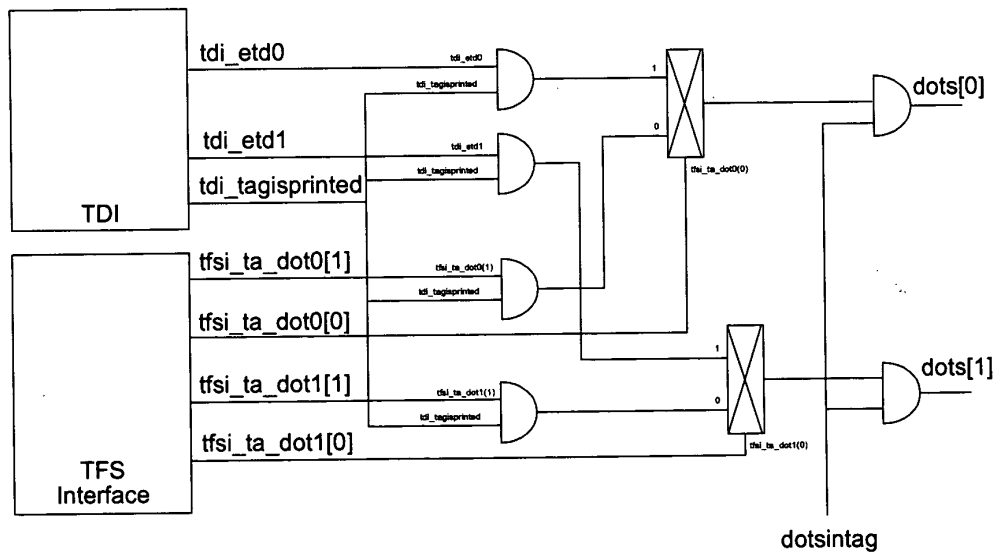 tdi_etd0
tdi_etd0
tdi_tagisprinted
1
dots[0]
tdi_etd1
tdi_etd1
0
tdi_tagisprinted
tdi_tagisprinted
tfsi_ta_dot0(0)
TDI
tfsi_ta_dot0[1]
tfsi_ta_dot0(1)
tdi_tagisprinted
tfsi_ta_dot0[0]
1
dots[1]
tfsi_ta_dot1[1]
tfsi_ta_dot1(1)
0
tdi_tagisprinted
tfsi_ta_dot1[0]
tfsi_ta_dot1(0)
TFS
Interface
dotsintag